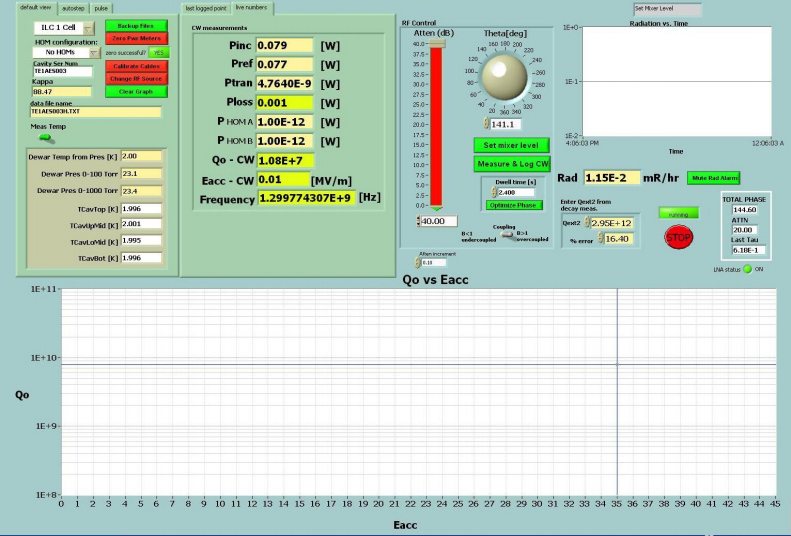 default view autostep pulse
ILC 1 Cell
Backup Files
HOM configuration:
Zero Pwr Meters
No HOMs
zero successful? YES
Cavity Ser Num
Calibrate Cables
TE1AES003
Change RF Source
Kappa
88.47
Clear Graph
data file name
TE1AES003H.TXT
Meas Temp
Dewar Temp from Pres [K] 2.00
Dewar Pres 0-100 Torr 23.1
Dewar Pres 0-1000 Torr 23.4
TCavTop [K] 1.996
TCavUpMid [K] 2.001
TCavLoMid [K] 1.995
TCavBot [K] 1.996
last logged point live numbers
CW measurements
Pinc 0.079 [W]
Pref 0.077 [W]
Ptran 4.7640E-9 [W]
Ploss 0.001 [W]
P HOM A 1.00E-12 [W]
P HOM B 1.00E-12 [W]
Qo - CW 1.08E+7
Eacc - CW 0.01 [MV/m]
Frequency 1.299774307E+9 [Hz]
RF Control
Atten (dB)
40.0
37.5
35.0
32.5
30.0
27.5
25.0
22.5
20.0
17.5
15.0
12.5
10.0
7.5
5.0
2.5
0.0
40.00
Theta[deg]
160 180 200
140 220
120 240
100 260
80 280
60 300
40 320
20 0 340
141.1
Set mixer level
Measure & Log CW
Dwell time [s]
2.400
Optimize Phase
Coupling
B<1 B>1
undercoupled overcoupled
Atten increment
0.10
Set Mixer Level
Radiation vs. Time
1E+0
1E-1
1E-2
4:06:03 PM 12:06:03 A
Time
Rad 1.15E-2 mR/hr Mute Rad Alarm
Enter Qext2 from
decay meas.
Qext2 2.95E+12
% error 16.40
running
STOP
TOTAL PHASE
144.60
ATTN
20.00
Last Tau
6.18E-1
LNA status ON
Qo vs Eacc
1E+11
1E+10
Qo
1E+9
1E+8
0 1 2 3 4 5 6 7 8 9 10 11 12 13 14 15 16 17 18 19 20 21 22 23 24 25 26 27 28 29 30 31 32 33 34 35 36 37 38 39 40 41 42 43 44 45
Eacc